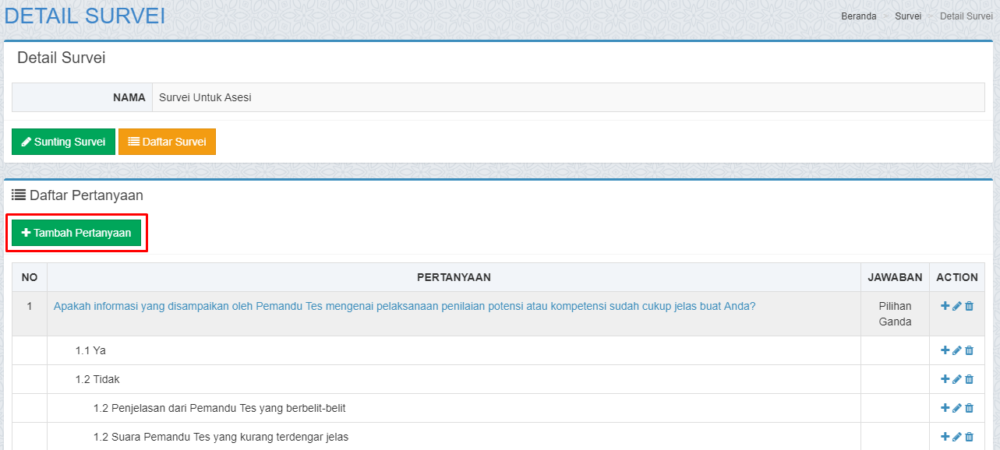 DETAIL SURVEI
Beranda Survei Detail Survei
Detail Survei
NAMA Survei Untuk Asesi
Sunting Survei Daftar Survei
Daftar Pertanyaan
Tambah Pertanyaan
NO PERTANYAAN JAWABAN ACTION
1 Apakah informasi yang disampaikan oleh Pemandu Tes mengenai pelaksanaan penilaian potensi atau kompetensi sudah cukup jelas buat Anda? Pilihan
Ganda
1.1 Ya
1.2 Tidak
1.2 Penjelasan dari Pemandu Tes yang berbelit-belit
1.2 Suara Pemandu Tes yang kurang terdengar jelas